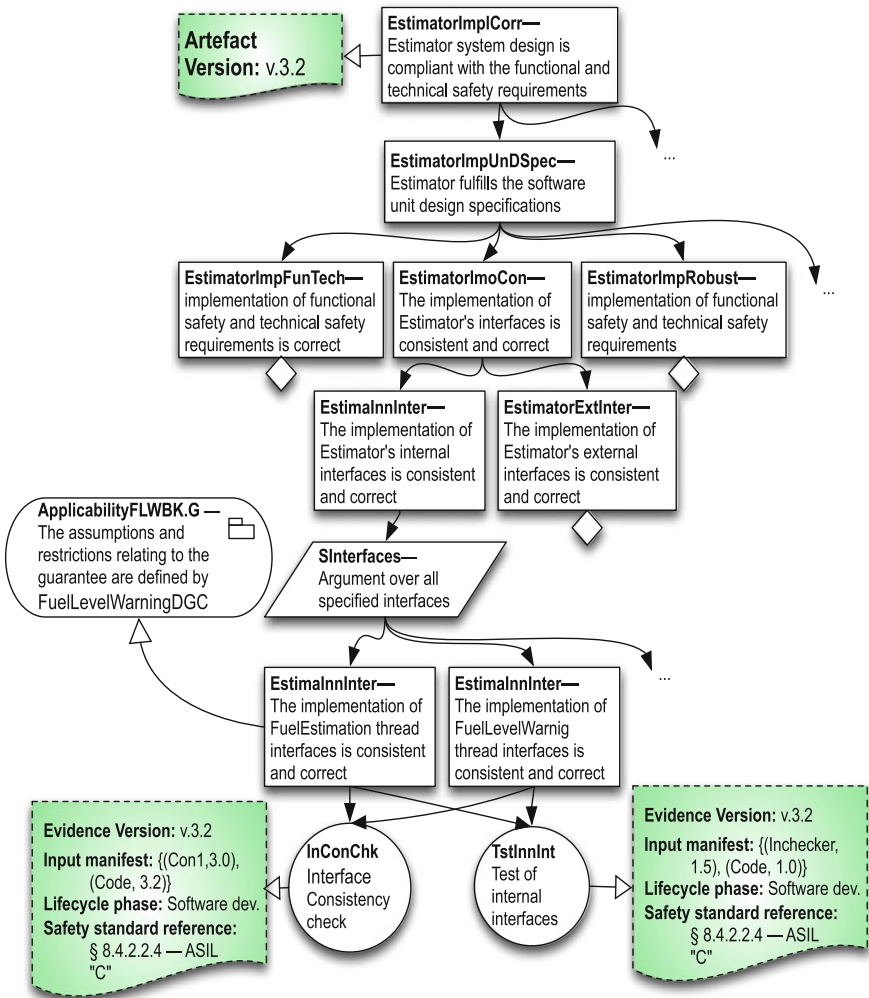 Artefact
Version: v.3.2
EstimatorImplCorr—
Estimator system design is
compliant with the functional and
technical safety requirements
...
EstimatorImpUnDSpec—
Estimator fulfills the software
unit design specifications
...
EstimatorImpFunTech—
implementation of functional
safety and technical safety
requirements is correct
EstimatorImoCon—
The implementation of
Estimator's interfaces is
consistent and correct
EstimatorImpRobust—
implementation of functional
safety and technical safety
requirements
EstimaInnInter—
The implementation of
Estimator's internal
interfaces is consistent
and correct
EstimatorExtInter—
The implementation of
Estimator's external
interfaces is consistent
and correct
ApplicabilityFLWBK.G —
The assumptions and
restrictions relating to the
guarantee are defined by
FuelLevelWarningDGC
SInterfaces—
Argument over all
specified interfaces
...
EstimaInnInter—
The implementation of
FuelEstimation thread
interfaces is consistent
and correct
EstimaInnInter—
The implementation of
FuelLevelWarnig
thread interfaces is
consistent and correct
Evidence Version: v.3.2
Input manifest: {(Con1,3.0),
(Code, 3.2)}
Lifecycle phase: Software dev.
Safety standard reference:
§ 8.4.2.2.4 — ASIL
"C"
InConChk
Interface
Consistency
check
TstInnInt
Test of
internal
interfaces
Evidence Version: v.3.2
Input manifest: {(Inchecker,
1.5), (Code, 1.0)}
Lifecycle phase: Software dev.
Safety standard reference:
§ 8.4.2.2.4 — ASIL
"C"